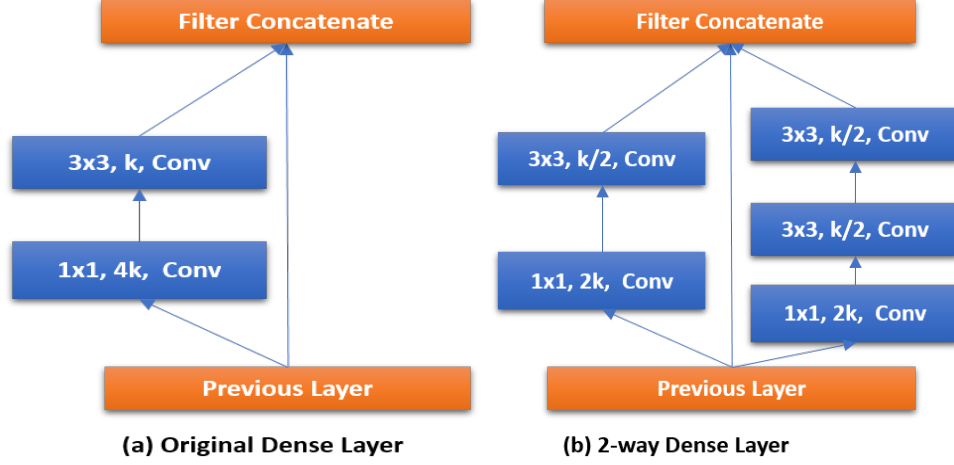 Filter Concatenate
3x3, k, Conv
1x1, 4k, Conv
Previous Layer
(a) Original Dense Layer
Filter Concatenate
3x3, k/2, Conv
1x1, 2k, Conv
3x3, k/2, Conv
3x3, k/2, Conv
1x1, 2k, Conv
Previous Layer
(b) 2-way Dense Layer